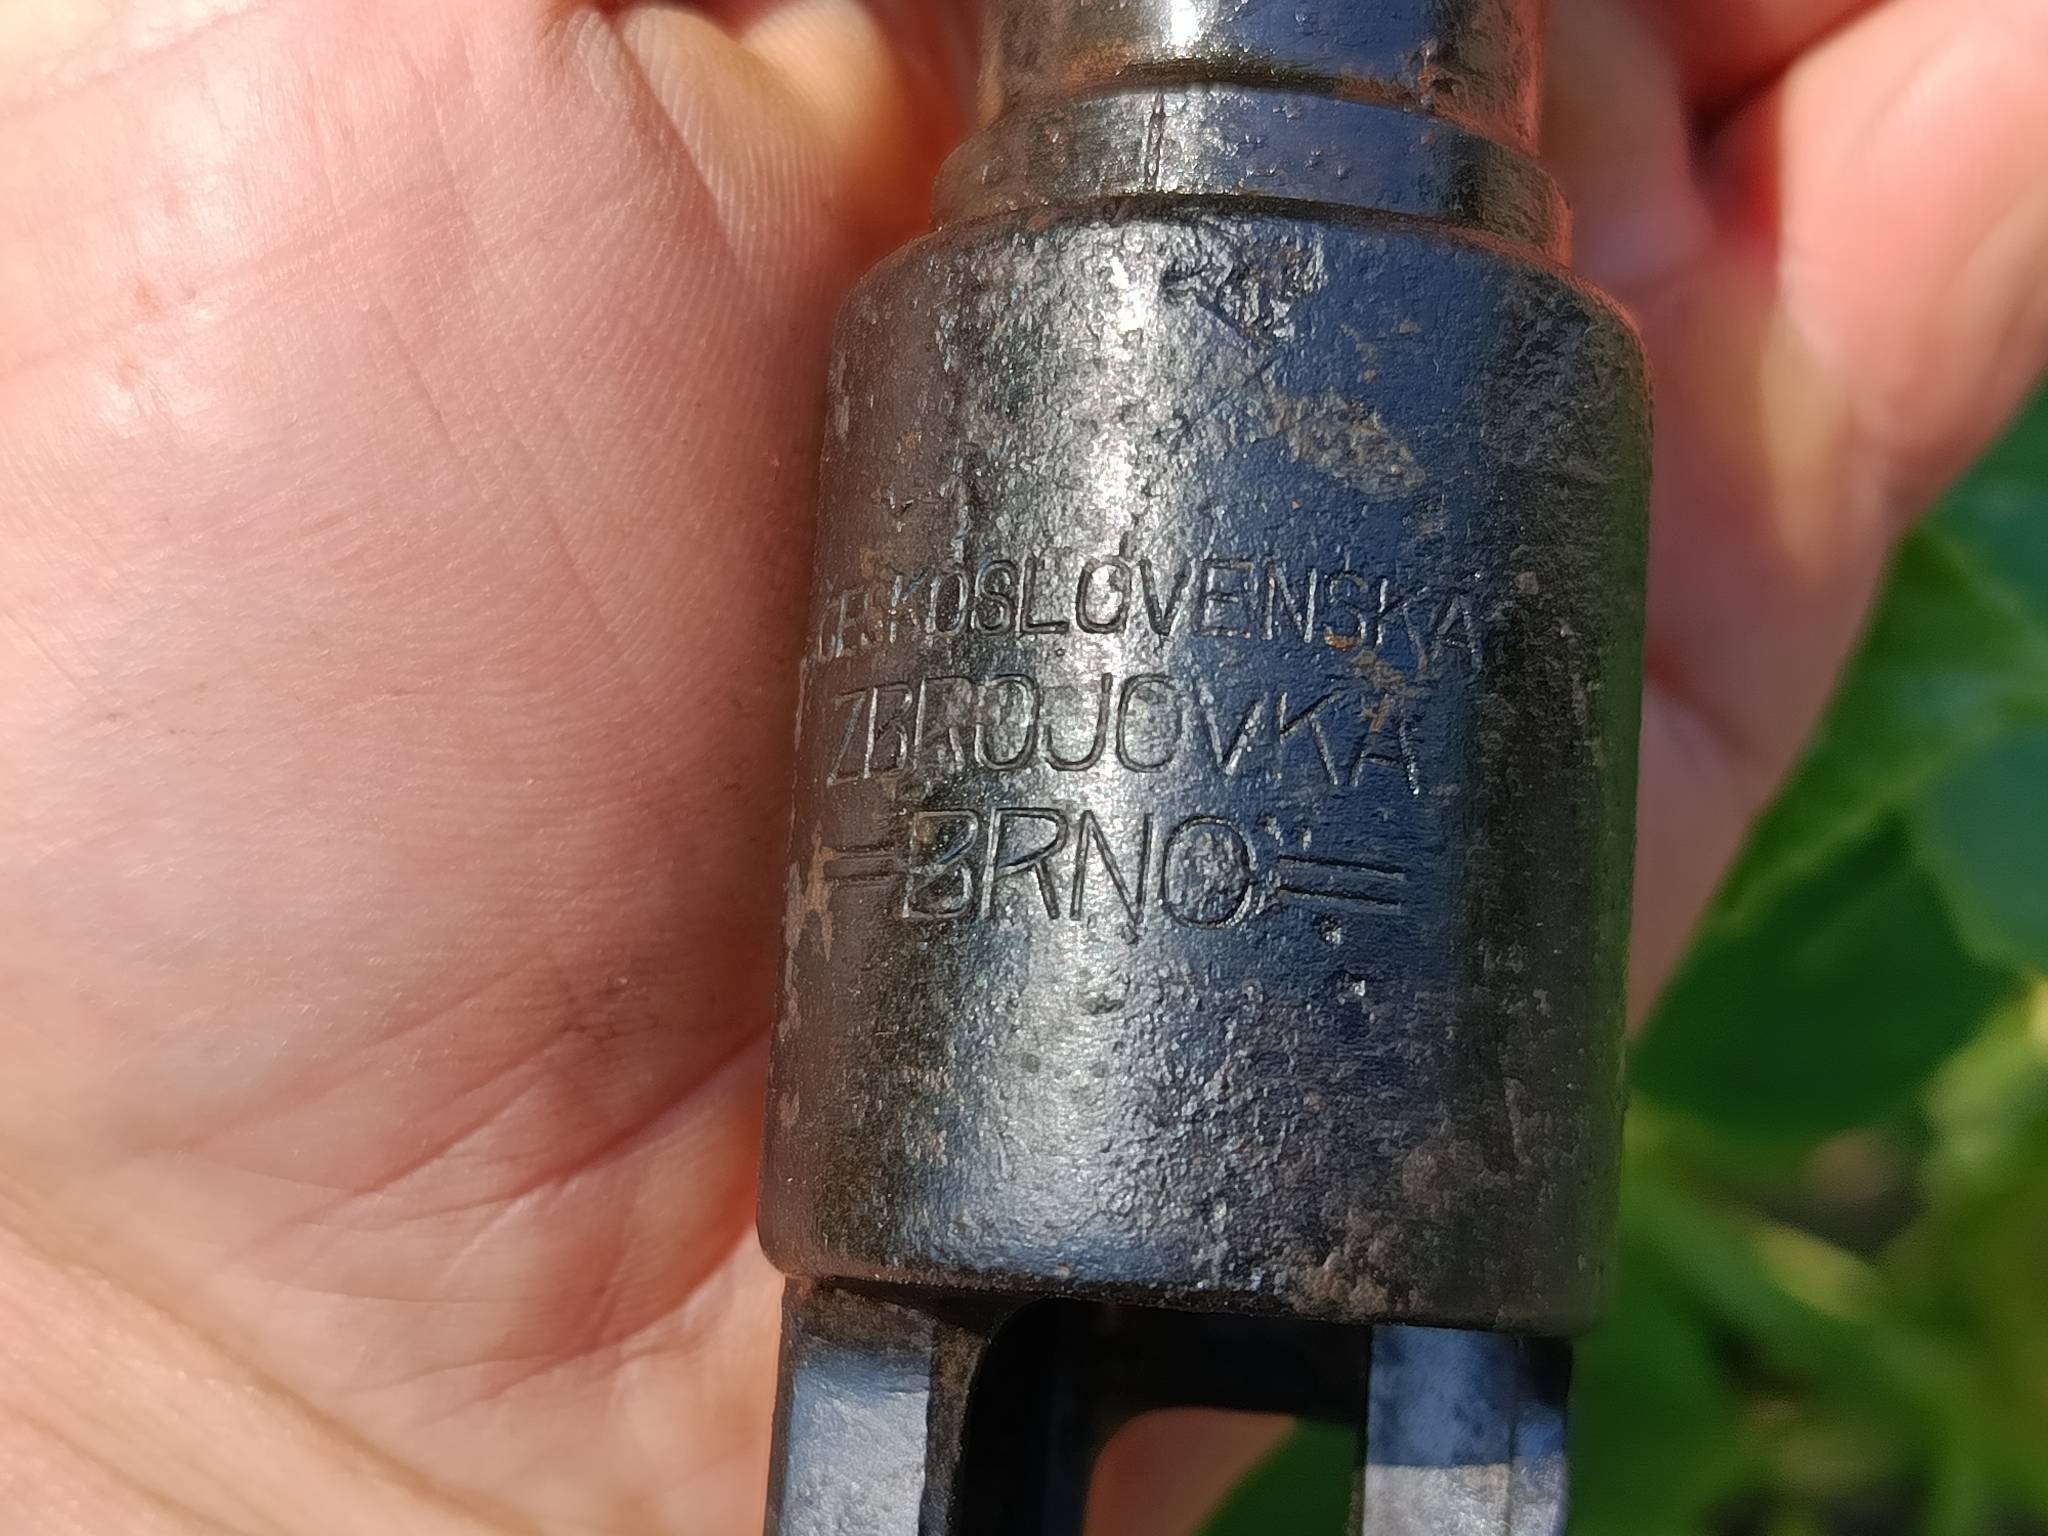 ČESKOSLOVENSKÁ
ZBROJOVKA
=BRNO=